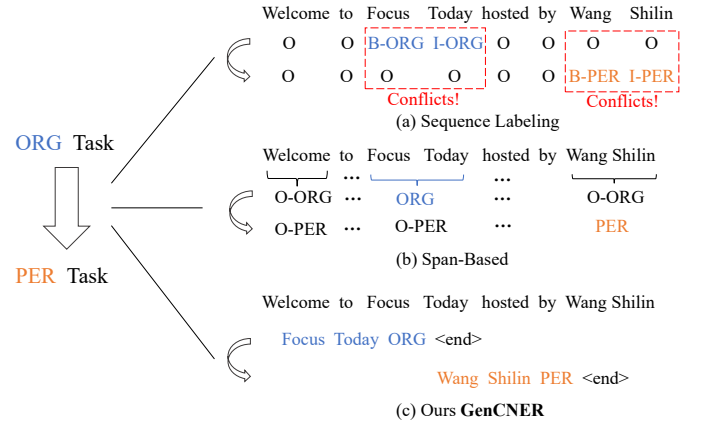 Welcome to Focus Today hosted by Wang Shilin
O O B-ORG I-ORG O O O O
O O O O O O B-PER I-PER
Conflicts! Conflicts!
(a) Sequence Labeling
ORG Task
PER Task
Welcome to Focus Today hosted by Wang Shilin
O-ORG ... ORG ... O-ORG
O-PER ... O-PER ... PER
(b) Span-Based
Welcome to Focus Today hosted by Wang Shilin
Focus Today ORG <end>
Wang Shilin PER <end>
(c) Ours GenCNER